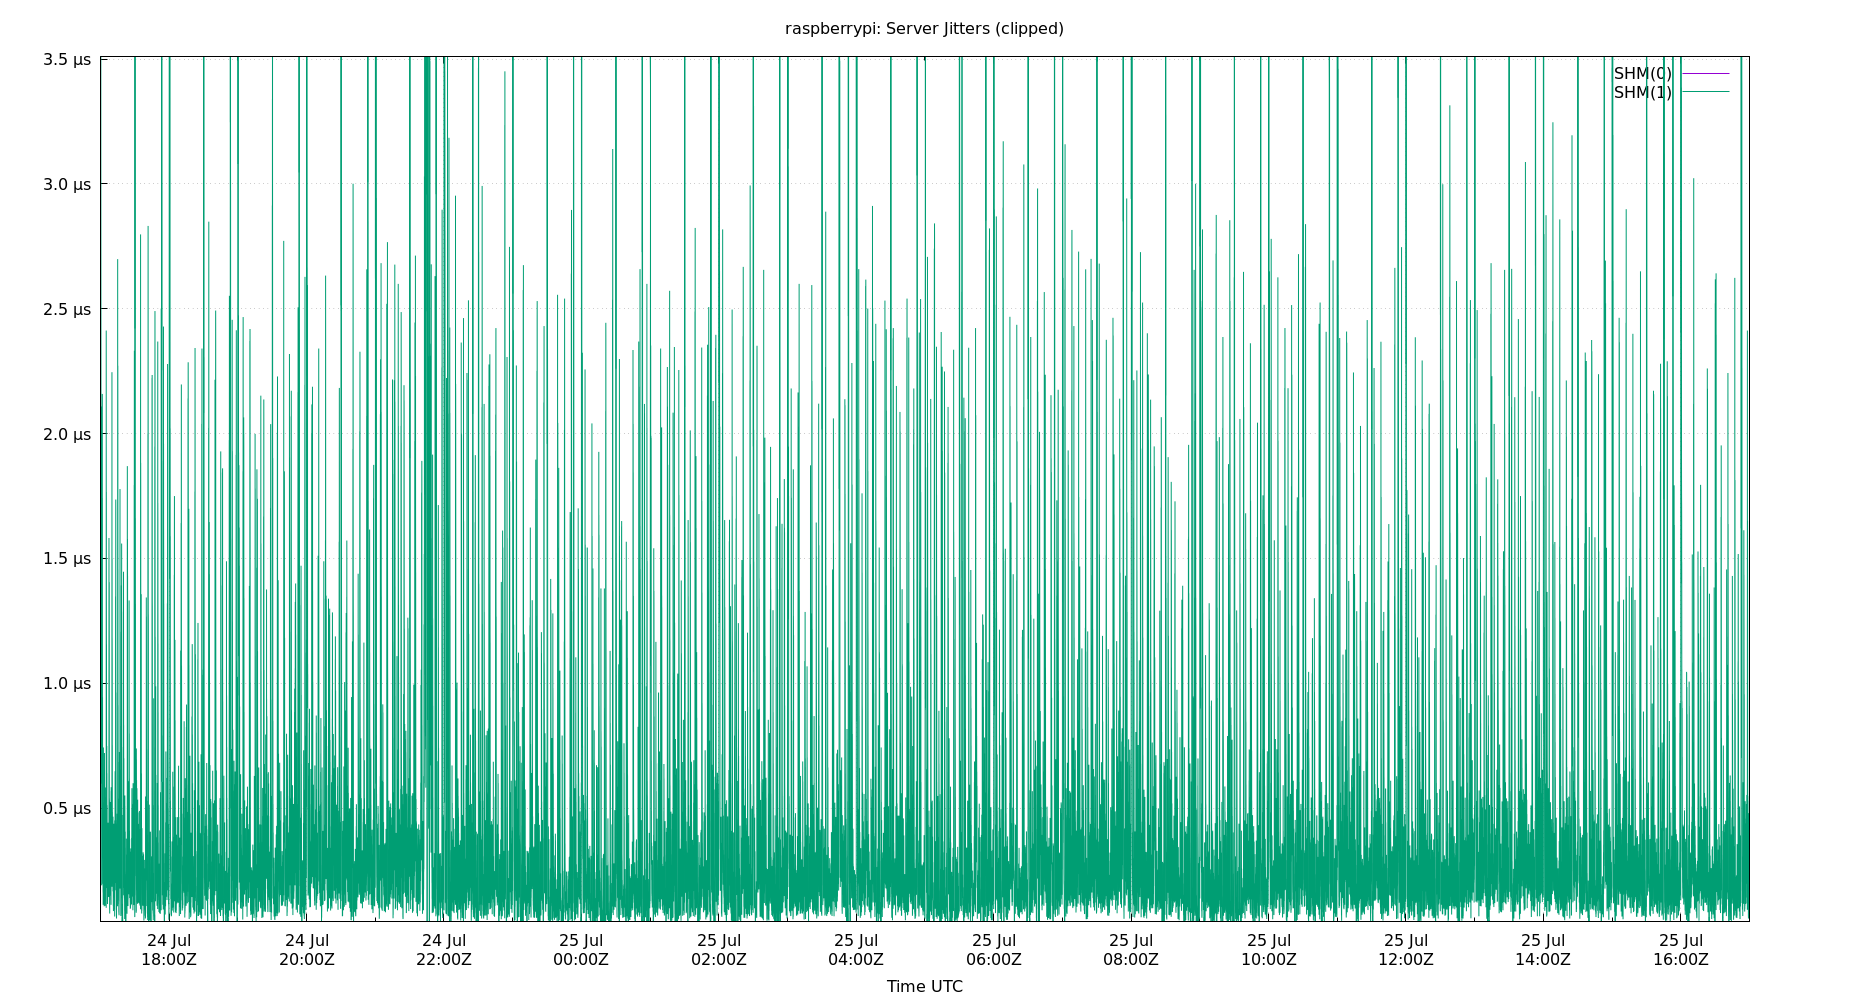 raspberrypi: Server Jitters (clipped)
3.5 µs
SHM(0)
SHM(1)
3.0 µs
2.5 µs
2.0 µs
1.5 µs
1.0 µs
0.5 µs
24 Jul 24 Jul 24 Jul 25 Jul 25 Jul 25 Jul 25 Jul 25 Jul 25 Jul 25 Jul 25 Jul 25 Jul
18:00Z 20:00Z 22:00Z 00:00Z 02:00Z 04:00Z 06:00Z 08:00Z 10:00Z 12:00Z 14:00Z 16:00Z
Time UTC